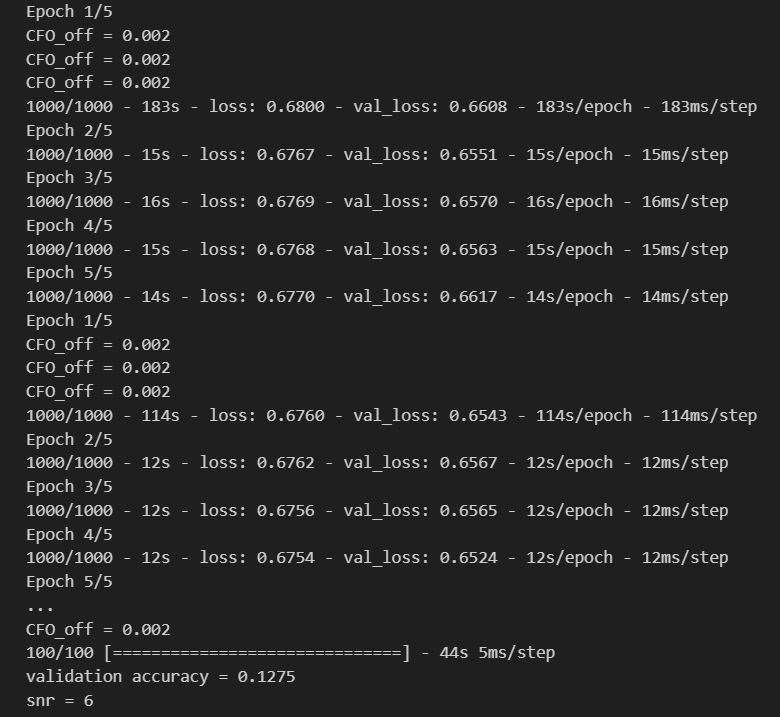 Epoch 1/5
CFO_off = 0.002
CFO_off = 0.002
CFO_off = 0.002
1000/1000 - 183s - loss: 0.6800 - val_loss: 0.6608 - 183s/epoch - 183ms/step
Epoch 2/5
1000/1000 - 15s - loss: 0.6767 - val_loss: 0.6551 - 15s/epoch - 15ms/step
Epoch 3/5
1000/1000 - 16s - loss: 0.6769 - val_loss: 0.6570 - 16s/epoch - 16ms/step
Epoch 4/5
1000/1000 - 15s - loss: 0.6768 - val_loss: 0.6563 - 15s/epoch - 15ms/step
Epoch 5/5
1000/1000 - 14s - loss: 0.6770 - val_loss: 0.6617 - 14s/epoch - 14ms/step
Epoch 1/5
CFO_off = 0.002
CFO_off = 0.002
CFO_off = 0.002
1000/1000 - 114s - loss: 0.6760 - val_loss: 0.6543 - 114s/epoch - 114ms/step
Epoch 2/5
1000/1000 - 12s - loss: 0.6762 - val_loss: 0.6567 - 12s/epoch - 12ms/step
Epoch 3/5
1000/1000 - 12s - loss: 0.6756 - val_loss: 0.6565 - 12s/epoch - 12ms/step
Epoch 4/5
1000/1000 - 12s - loss: 0.6754 - val_loss: 0.6524 - 12s/epoch - 12ms/step
Epoch 5/5
...
CFO_off = 0.002
100/100 [==============================] - 44s 5ms/step
validation accuracy = 0.1275
snr = 6